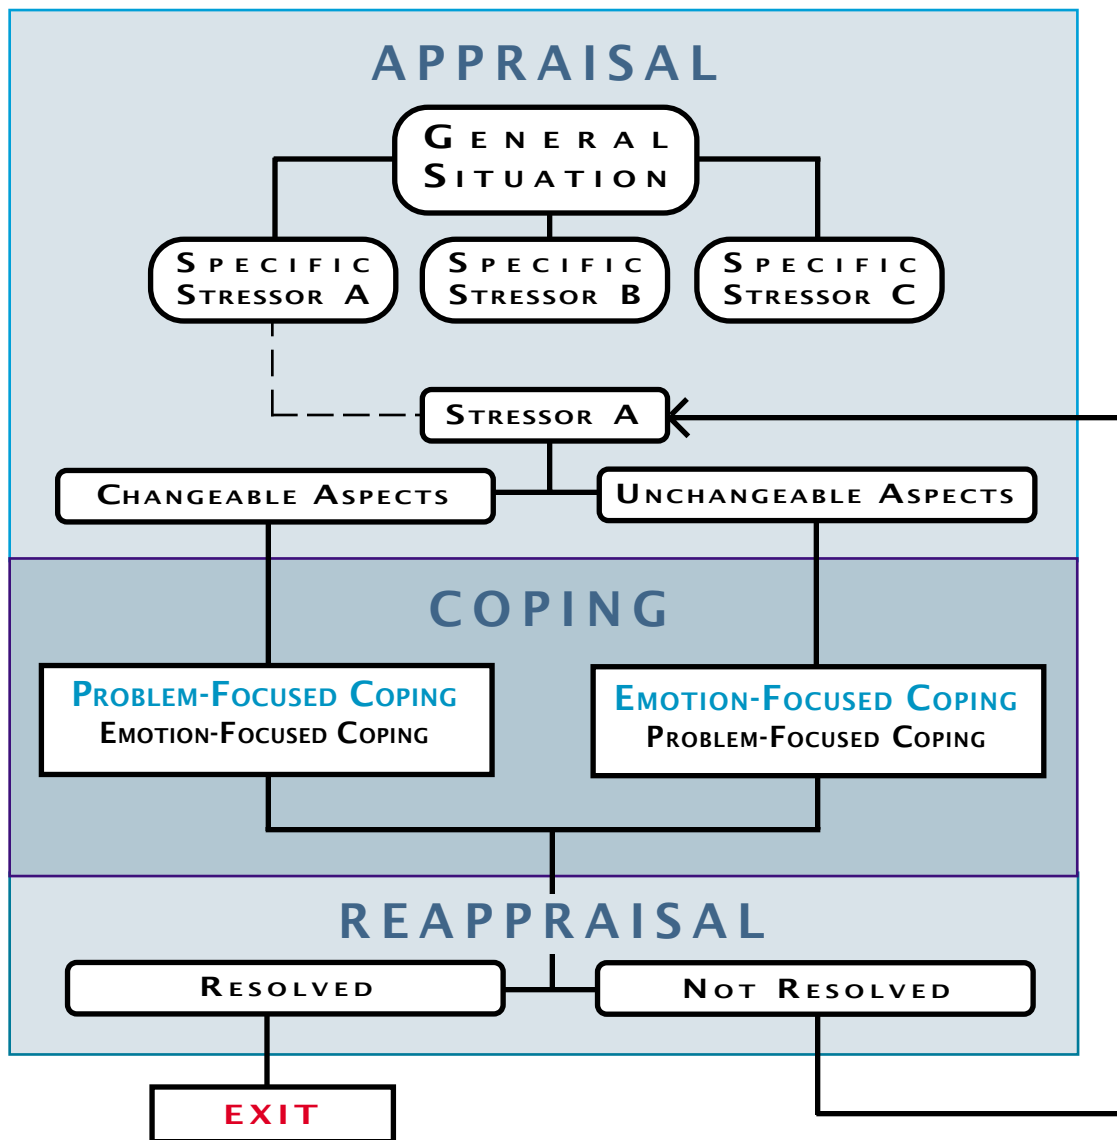 APPRAISAL
GENERAL
SITUATION
SPECIFIC
STRESSOR A
SPECIFIC
STRESSOR B
SPECIFIC
STRESSOR C
STRESSOR A
CHANGEABLE ASPECTS
UNCHANGEABLE ASPECTS
COPING
PROBLEM-FOCUSED COPING
EMOTION-FOCUSED COPING
EMOTION-FOCUSED COPING
PROBLEM-FOCUSED COPING
REAPPRAISAL
RESOLVED
NOT RESOLVED
EXIT